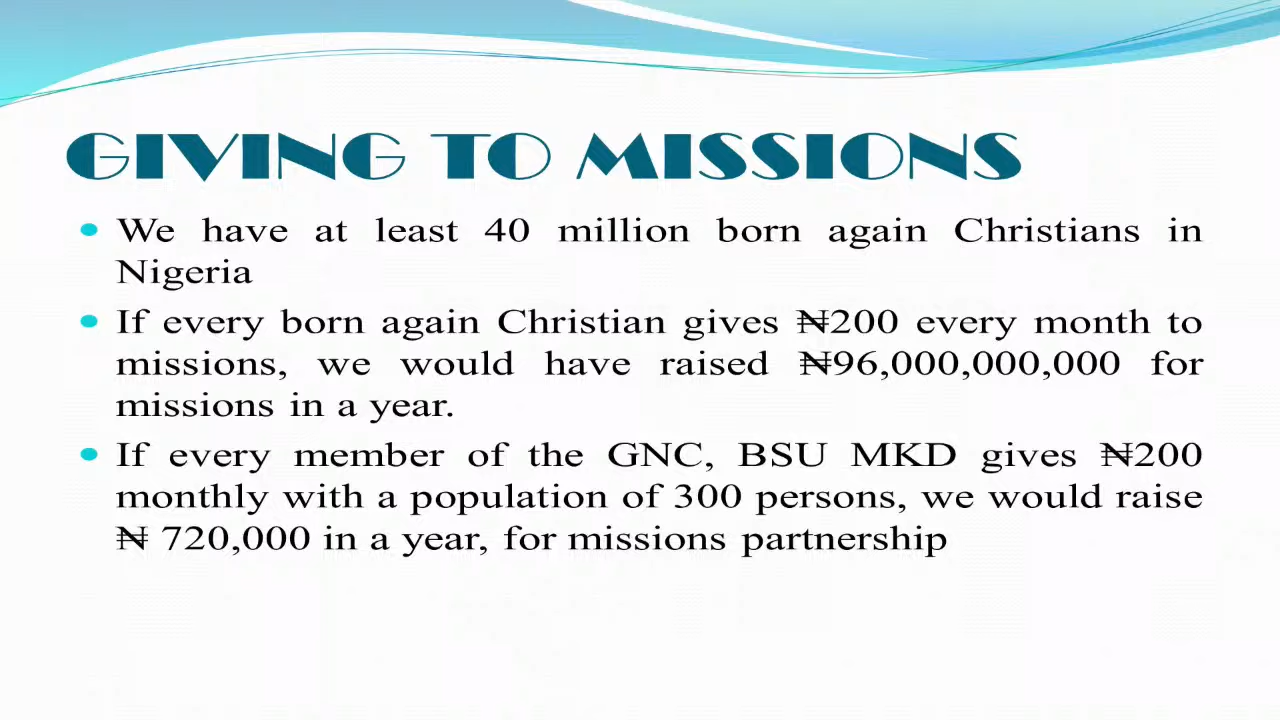 GIVING TO MISSIONS
• We have at least 40 million born again Christians in
Nigeria
• If every born again Christian gives ₦200 every month to
missions, we would have raised ₦96,000,000,000 for
missions in a year.
• If every member of the GNC, BSU MKD gives ₦200
monthly with a population of 300 persons, we would raise
₦ 720,000 in a year, for missions partnership